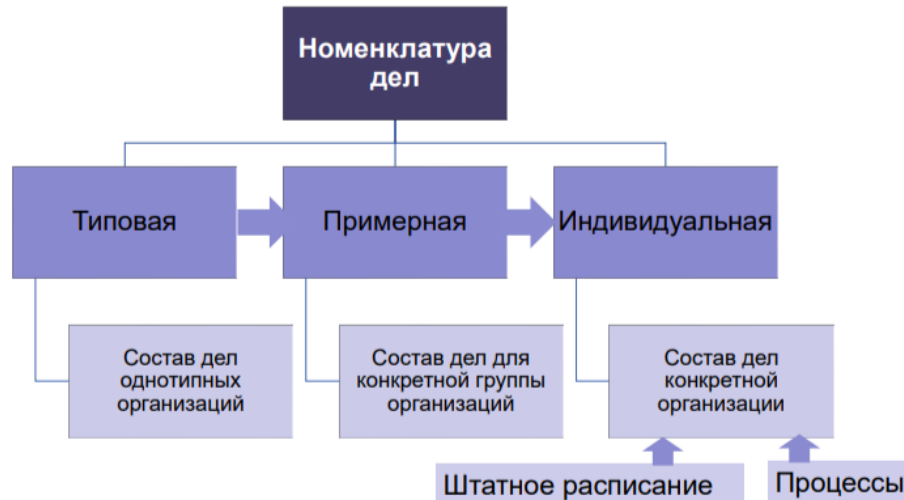 Номенклатура
дел
Типовая
Примерная
Индивидуальная
Состав дел
однотипных
организаций
Состав дел для
конкретной группы
организаций
Состав дел
конкретной
организации
Штатное расписание
Процессы